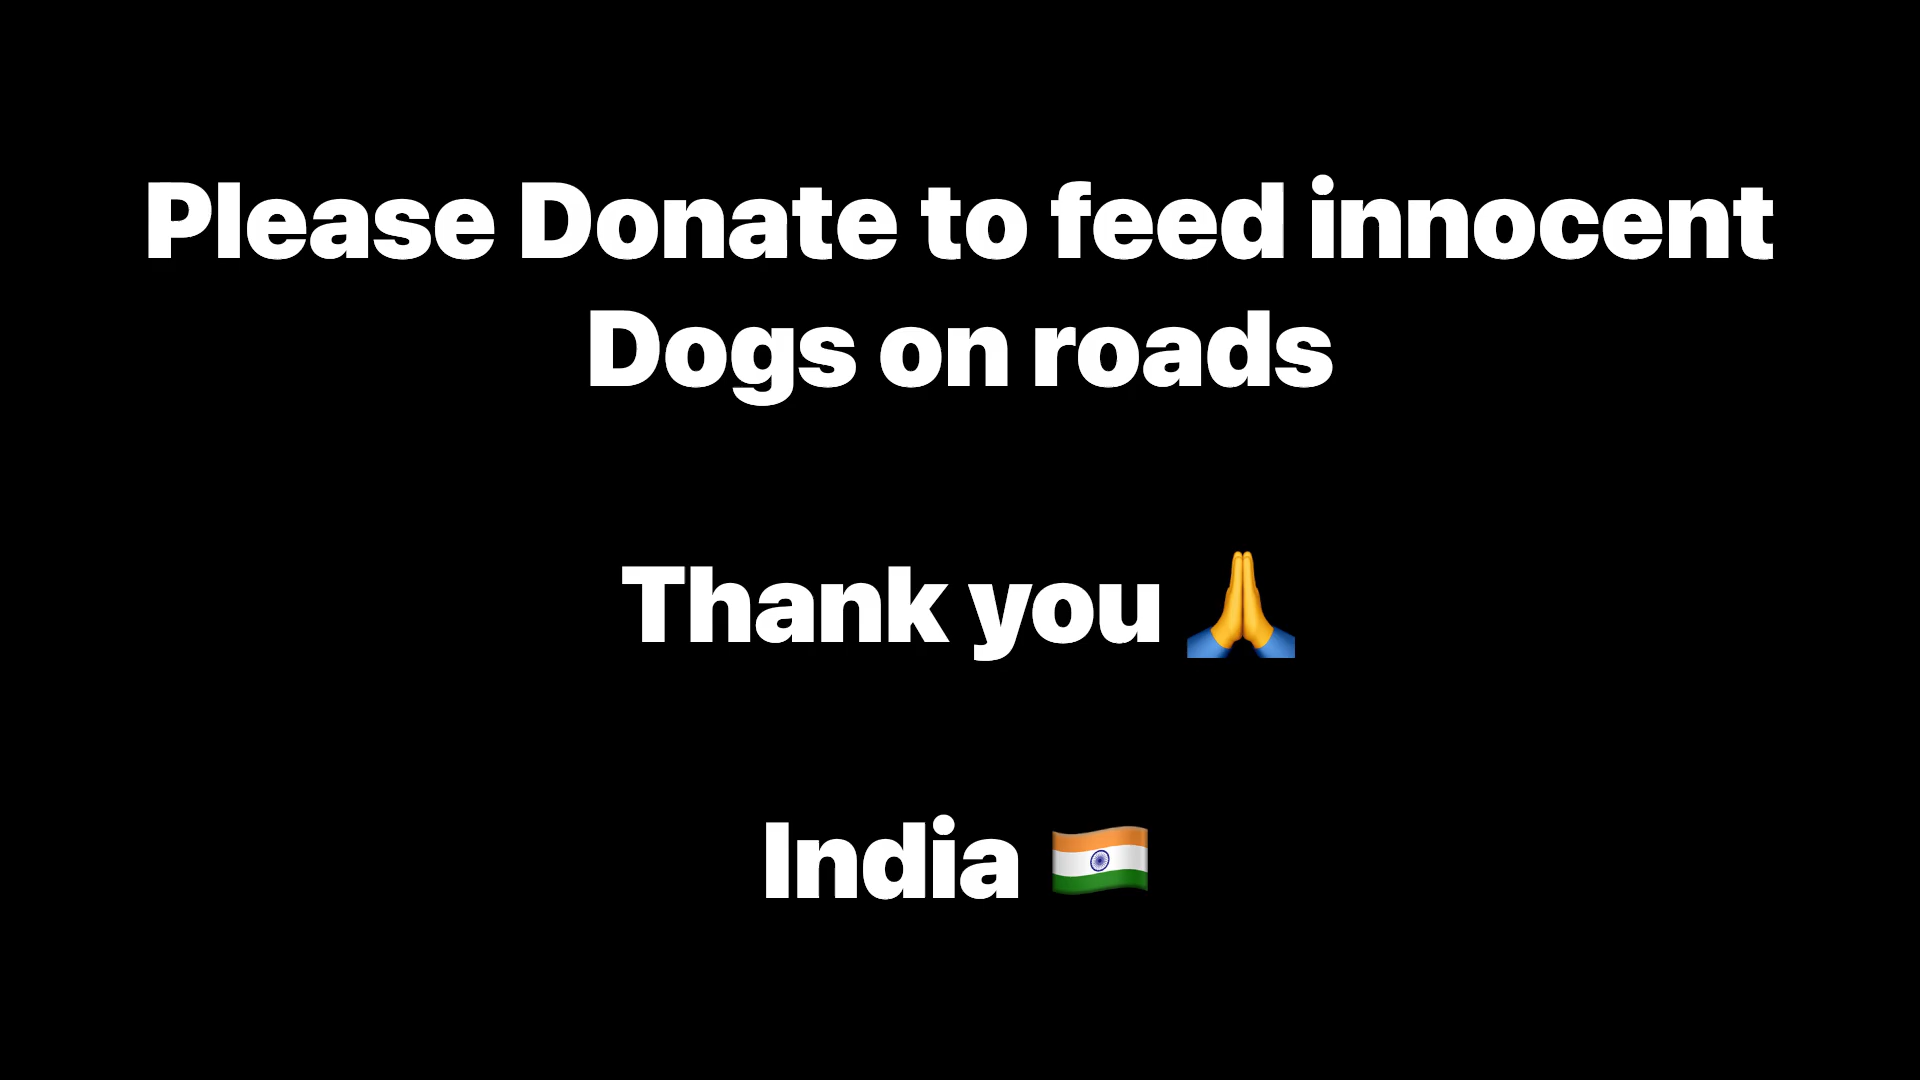 Please Donate to feed innocent
Dogs on roads
Thank you 🙏
India 🇮🇳